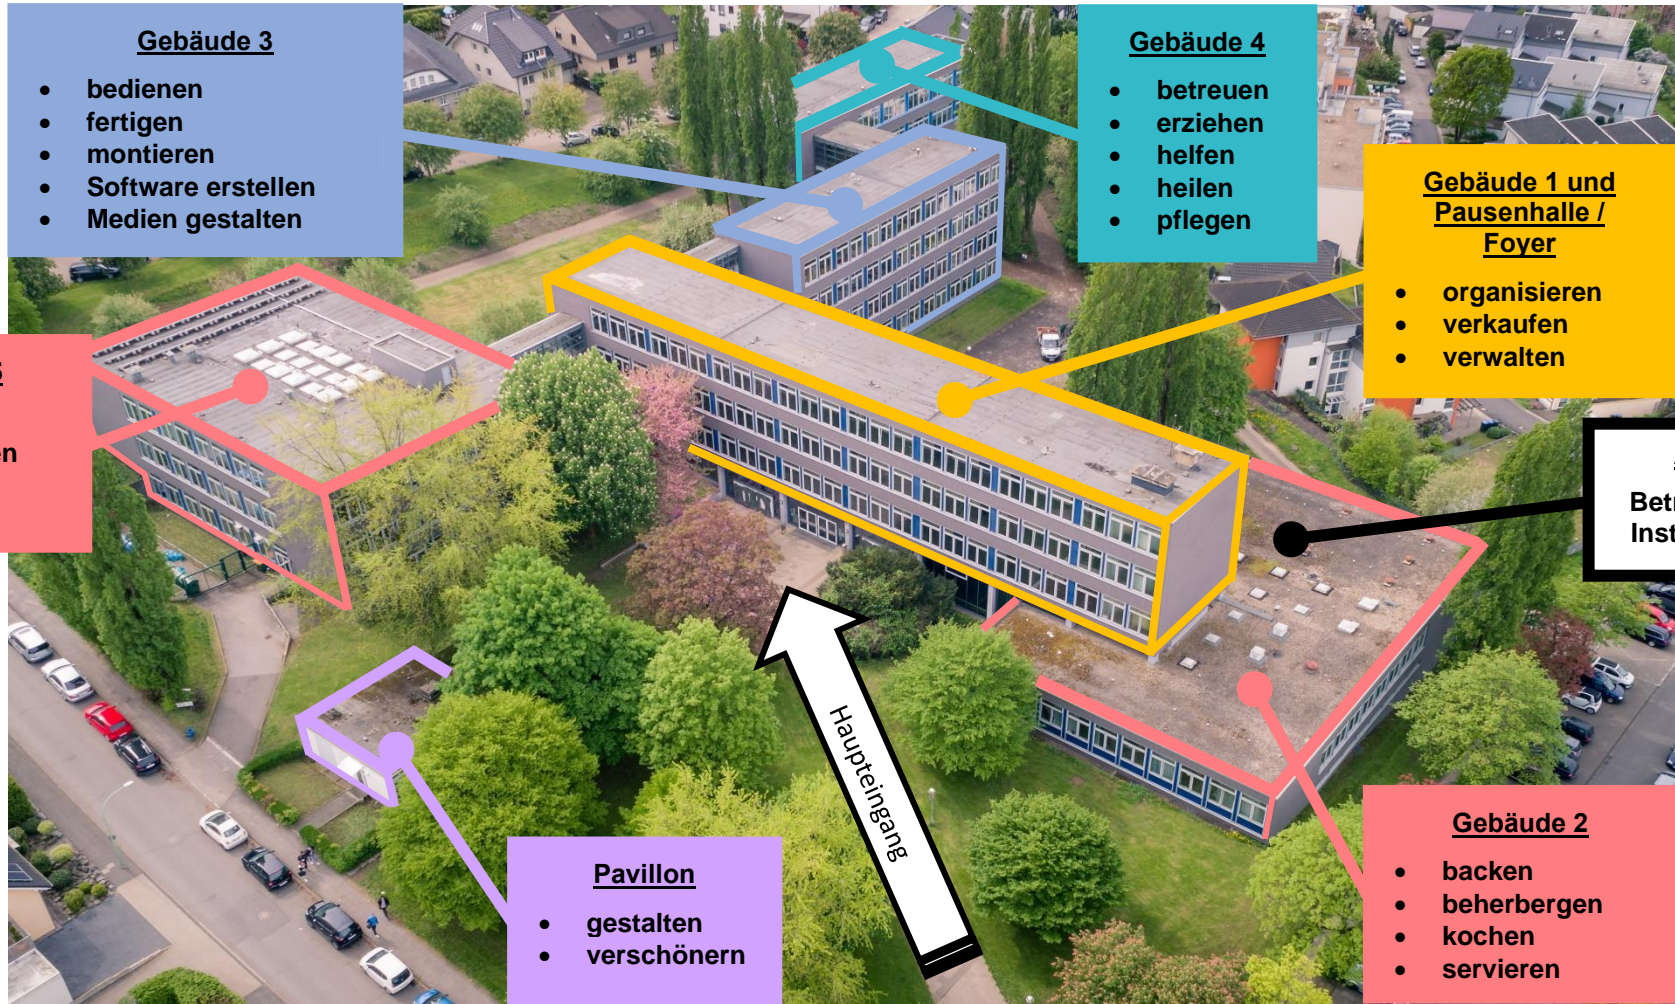 Gebäude 3
• bedienen
• fertigen
• montieren
• Software erstellen
• Medien gestalten
Gebäude 4
• betreuen
• erziehen
• helfen
• heilen
• pflegen
Gebäude 1 und
Pausenhalle /
Foyer
• organisieren
• verkaufen
• verwalten
Haupteingang
Pavillon
• gestalten
• verschönern
Gebäude 2
• backen
• beherbergen
• kochen
• servieren